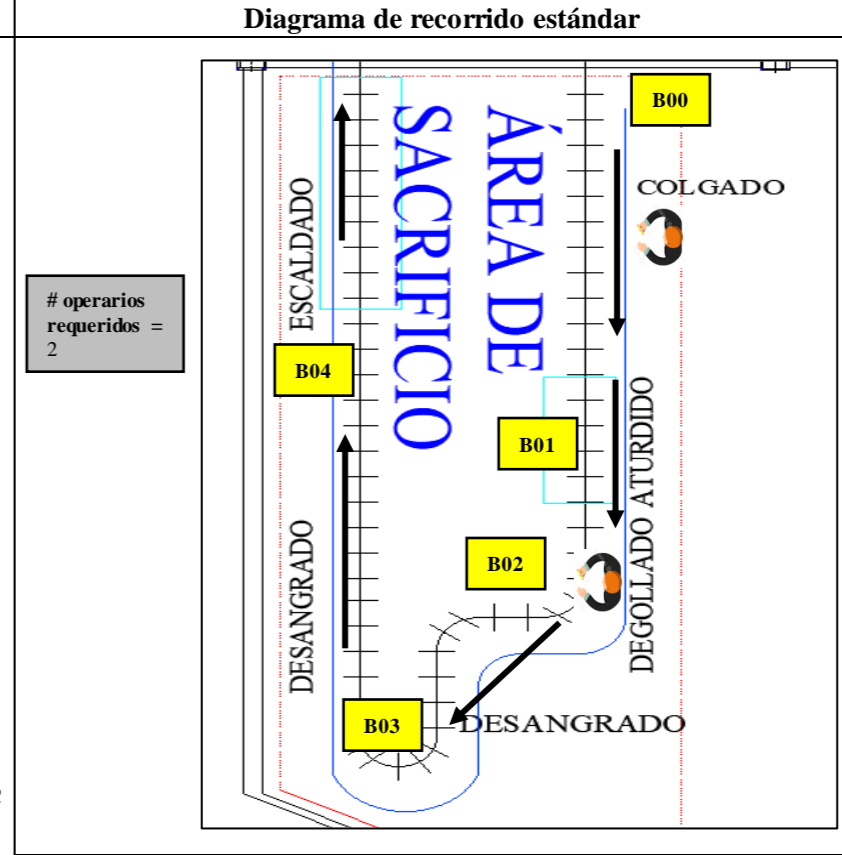 Diagrama de recorrido estándar
# operarios
requeridos =
2
B00
COLGADO
ÁREA DE
SACRIFICIO
ESCALDADO
B04
B01
DEGOLLADO ATURDIDO
B02
DESANGRADO
B03
DESANGRADO